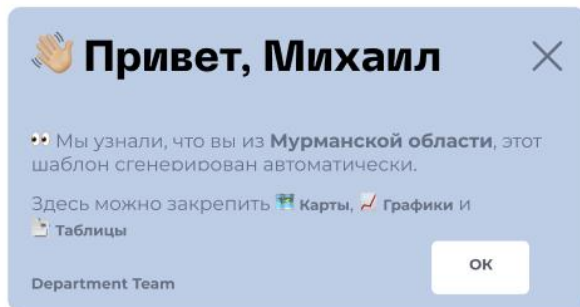 👋🏼 Привет, Михаил
👀 Мы узнали, что вы из Мурманской области, этот
шаблон сгенерирован автоматически.
Здесь можно закрепить 🗺️ Карты, 📈 Графики и
📑 Таблицы
ОК
Department Team